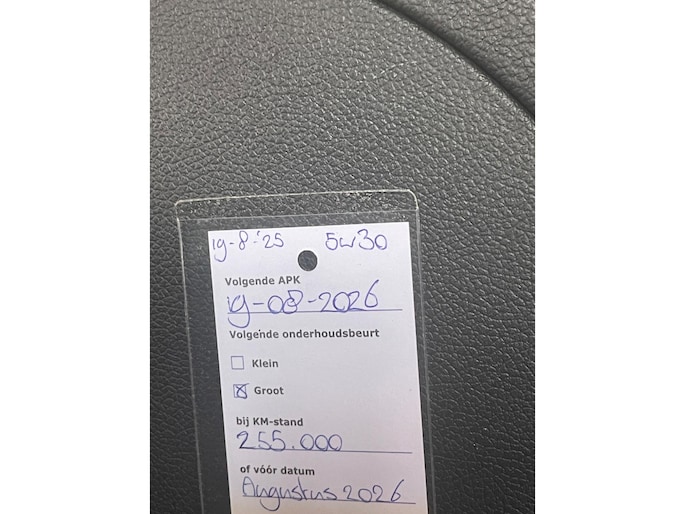 19-8-'25 5w30
Volgende APK
19-08-2026
Volgende onderhoudsbeurt
Klein
Groot
bij KM-stand
255.000
of vóór datum
Augustus 2026